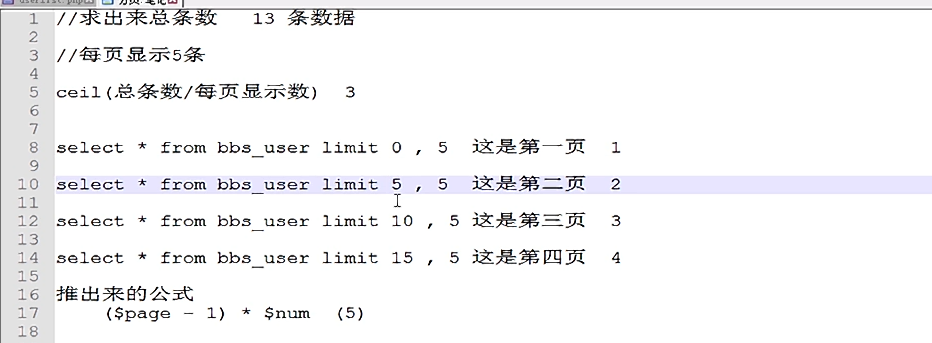 1 //求出来总条数 13 条数据
2
3 //每页显示5条
4
5 ceil(总条数/每页显示数) 3
6
7
8 select * from bbs_user limit 0 , 5 这是第一页 1
9
10 select * from bbs_user limit 5 , 5 这是第二页 2
11
12 select * from bbs_user limit 10 , 5 这是第三页 3
13
14 select * from bbs_user limit 15 , 5 这是第四页 4
15
16 推出来的公式
17 ($page - 1) * $num (5)
18